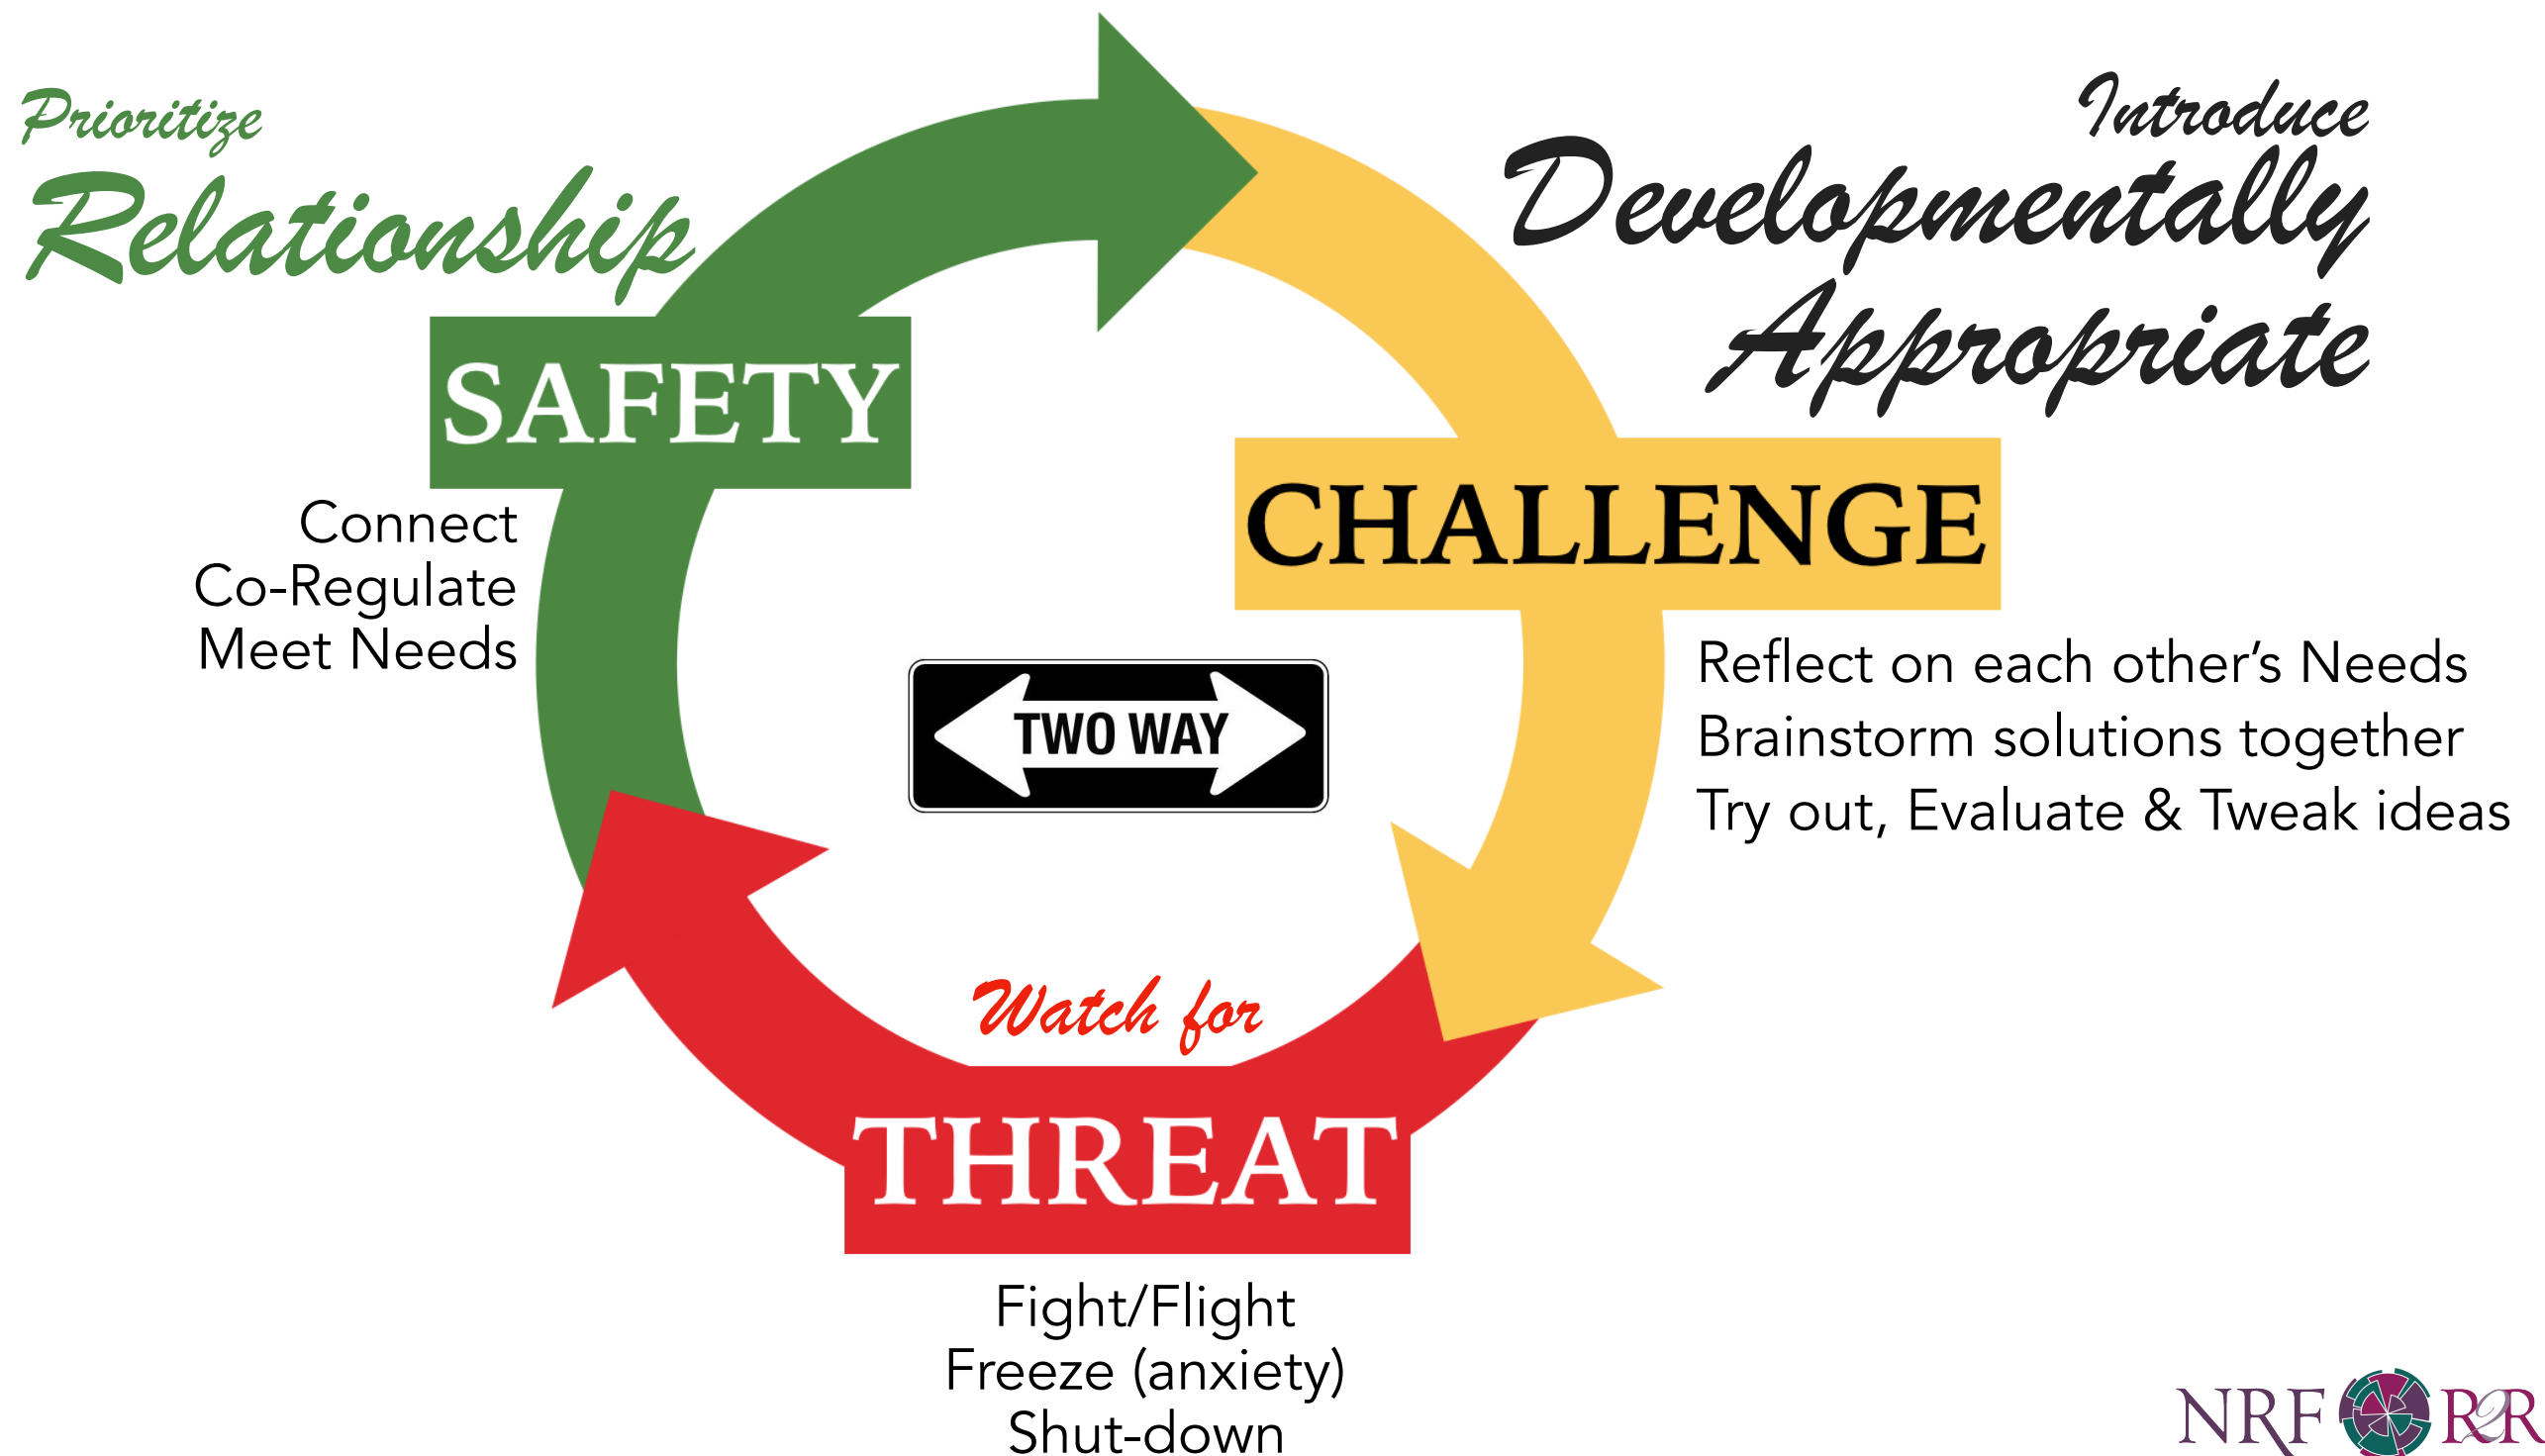 Prioritize
Relationship
SAFETY
Connect
Co-Regulate
Meet Needs
Introduce
Developmentally
Appropriate
CHALLENGE
Reflect on each other’s Needs
Brainstorm solutions together
Try out, Evaluate & Tweak ideas
TWO WAY
Watch for
THREAT
Fight/Flight
Freeze (anxiety)
Shut-down
NRF R2R